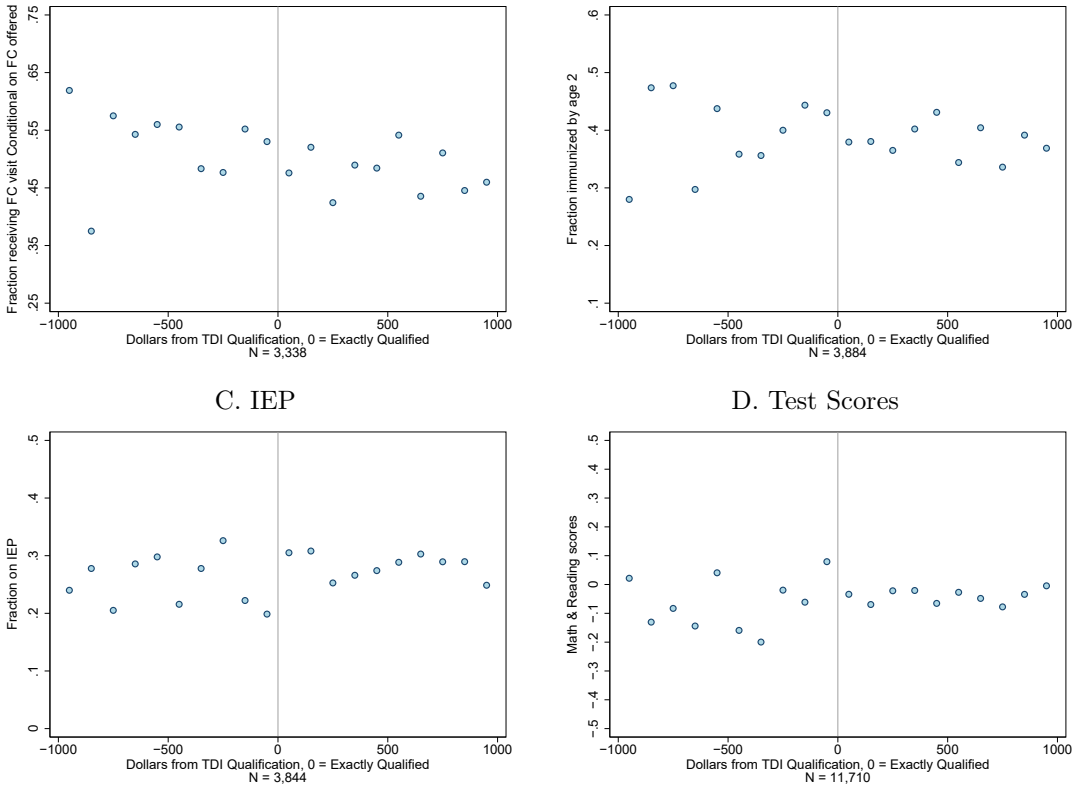 Fraction receiving FC visit Conditional on FC offered
.75
.65
.55
.45
.35
.25
−1000 −500 0 500 1000
Dollars from TDI Qualification, 0 = Exactly Qualified
N = 3,338
Fraction immunized by age 2
.6
.5
.4
.3
.2
.1
−1000 −500 0 500 1000
Dollars from TDI Qualification, 0 = Exactly Qualified
N = 3,884
C. IEP
Fraction on IEP
.5
.4
.3
.2
.1
0
−1000 −500 0 500 1000
Dollars from TDI Qualification, 0 = Exactly Qualified
N = 3,844
D. Test Scores
Math & Reading scores
.5
.4
.3
.2
.1
0
−.1
−.2
−.3
−.4
−.5
−1000 −500 0 500 1000
Dollars from TDI Qualification, 0 = Exactly Qualified
N = 11,710